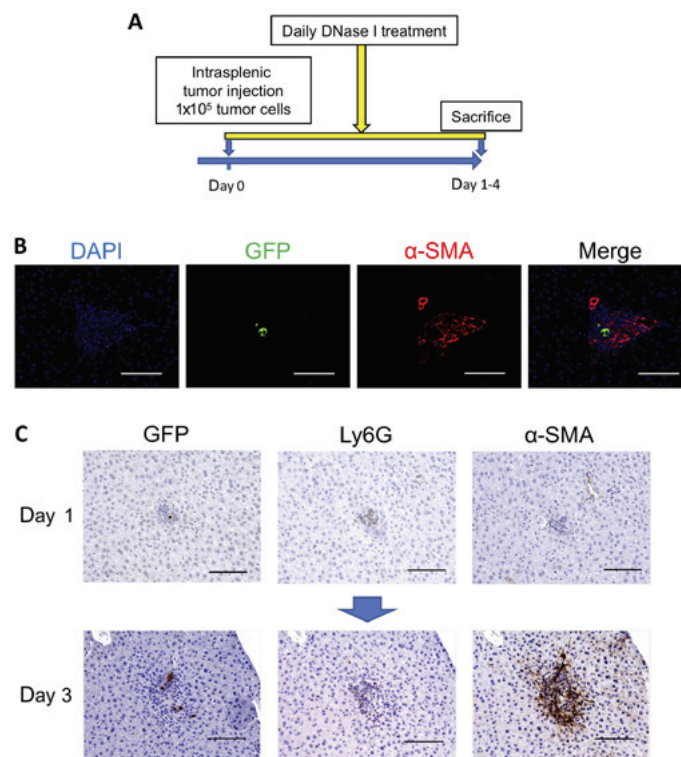 A
Daily DNase I treatment
Intrasplenic
tumor injection
1x10⁵ tumor cells
Sacrifice
Day 0
Day 1-4
B
DAPI
GFP
α-SMA
Merge
C
GFP
Ly6G
α-SMA
Day 1
Day 3